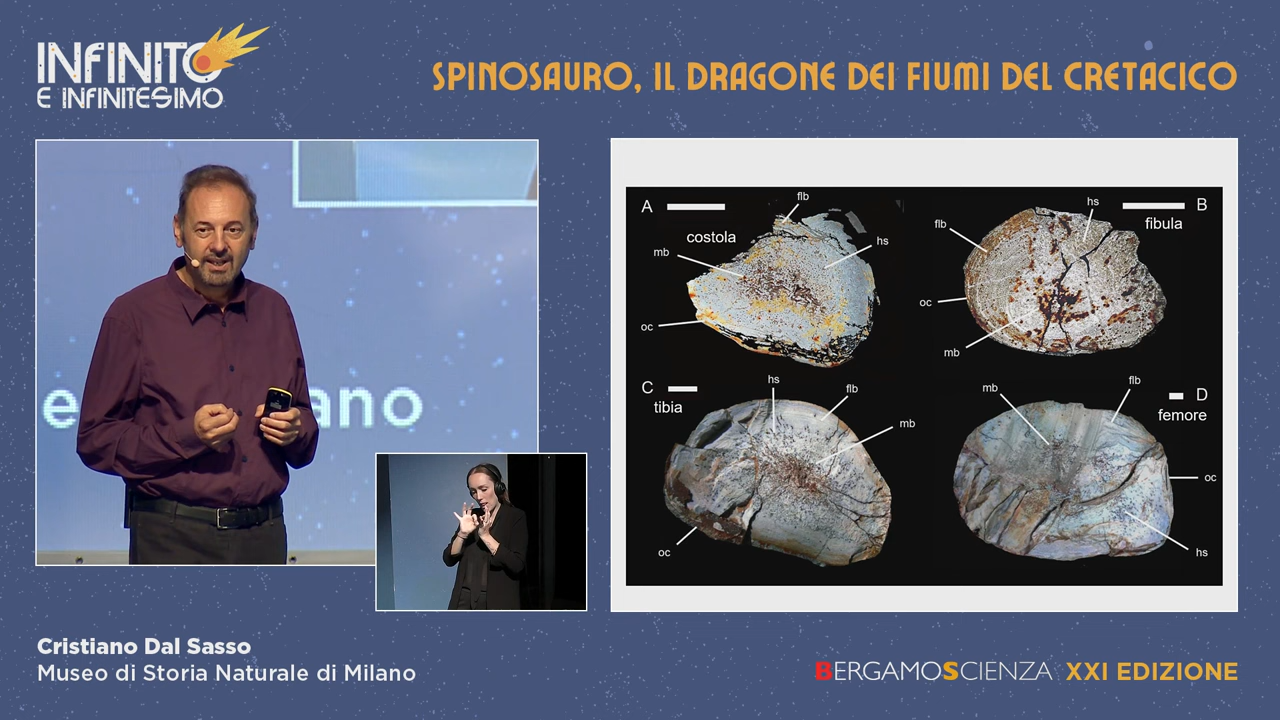 INFINITO
E INFINITESIMO
SPINOSAURO, IL DRAGONE DEI FIUMI DEL CRETACICO
e
ano
A
flb
costola
mb
hs
oc
hs
B
flb
fibula
oc
mb
C
hs
flb
tibia
mb
oc
mb
flb
D
femore
oc
hs
Cristiano Dal Sasso
Museo di Storia Naturale di Milano
BERGAMOSCIENZA XXI EDIZIONE